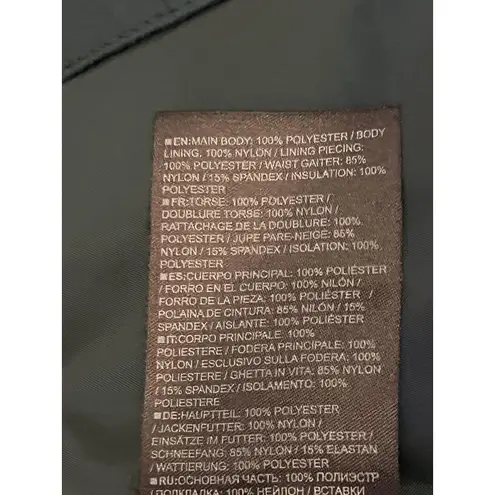 ■EN:MAIN BODY: 100% POLYESTER / BODY
LINING: 100% NYLON / LINING PIECING:
100% POLYESTER / WAIST GAITER: 85%
NYLON / 15% SPANDEX / INSULATION: 100%
POLYESTER
■FR:TORSE: 100% POLYESTER /
DOUBLURE TORSE: 100% NYLON /
RATTACHAGE DE LA DOUBLURE: 100%
POLYESTER / JUPE PARE-NEIGE: 85%
NYLON / 15% SPANDEX / ISOLATION: 100%
POLYESTER
■ES:CUERPO PRINCIPAL: 100% POLIÉSTER
/ FORRO EN EL CUERPO: 100% NILÓN /
FORRO DE LA PIEZA: 100% POLIÉSTER /
POLAINA DE CINTURA: 85% NILÓN / 15%
SPANDEX / AISLANTE: 100% POLIÉSTER
■IT:CORPO PRINCIPALE: 100%
POLIESTERE / FODERA PRINCIPALE: 100%
NYLON / ESCLUSIVO SULLA FODERA: 100%
POLIESTERE / GHETTA IN VITA: 85% NYLON
/ 15% SPANDEX / ISOLAMENTO: 100%
POLIESTERE
■DE:HAUPTTEIL: 100% POLYESTER
/ JACKENFUTTER: 100% NYLON /
EINSÄTZE IM FUTTER: 100% POLYESTER /
SCHNEEFANG: 85% NYLON / 15% ELASTAN
/ WATTIERUNG: 100% POLYESTER
■RU:ОСНОВНАЯ ЧАСТЬ: 100% ПОЛИЭСТР
/ ПОДКЛАДКА: 100% НЕЙЛОН / ВСТАВКИ